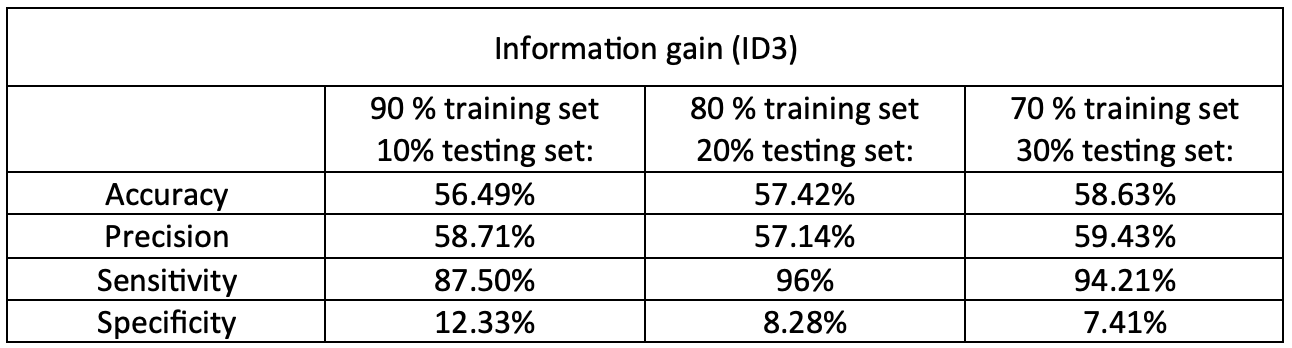 Information gain (ID3)
90 % training set 80 % training set 70 % training set
10% testing set: 20% testing set: 30% testing set:
Accuracy 56.49% 57.42% 58.63%
Precision 58.71% 57.14% 59.43%
Sensitivity 87.50% 96% 94.21%
Specificity 12.33% 8.28% 7.41%